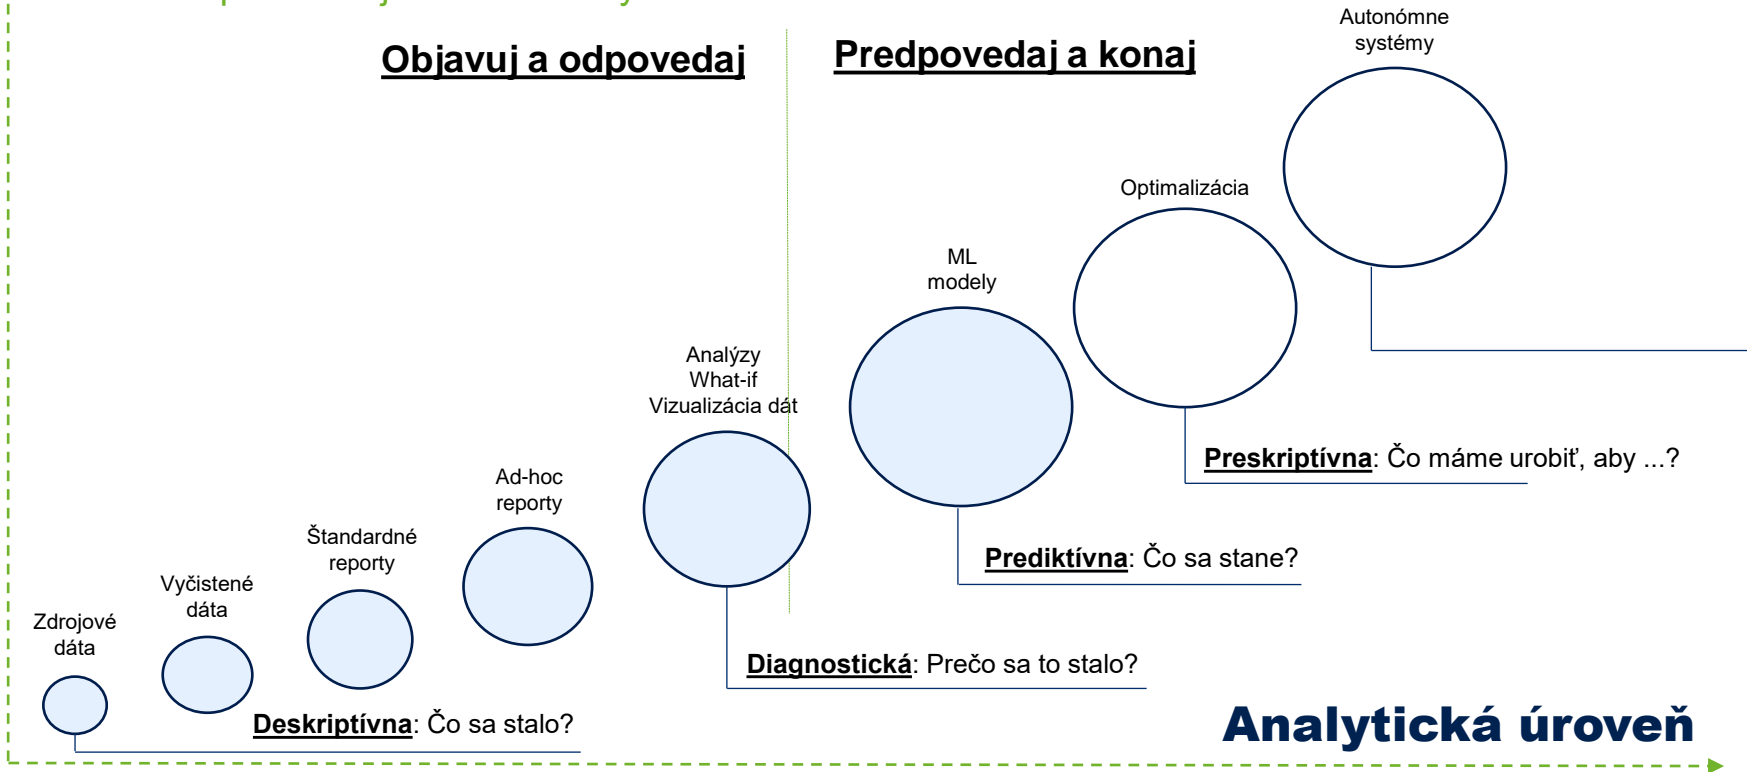 Objavuj a odpovedaj
Predpovedaj a konaj
Autonómne
systémy
Optimalizácia
ML
modely
Analýzy
What-if
Vizualizácia dát
Ad-hoc
reporty
Štandardné
reporty
Vyčistené
dáta
Zdrojové
dáta
Preskriptívna: Čo máme urobiť, aby ...?
Prediktívna: Čo sa stane?
Diagnostická: Prečo sa to stalo?
Deskriptívna: Čo sa stalo?
Analytická úroveň